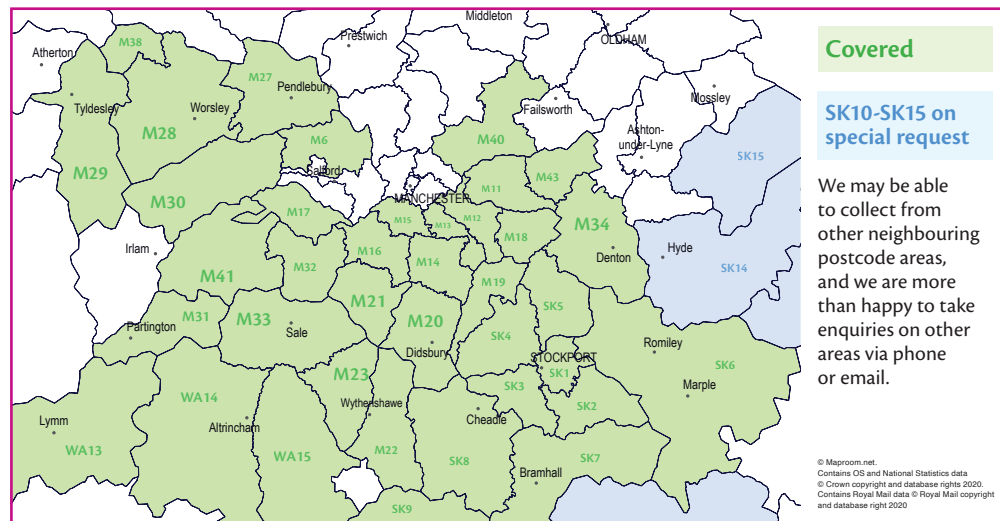 Middleton
Prestwich
OLDHAM
Atherton
M38
M27
Pendlebury
Mossley
Tyldesley
Worsley
Failsworth
M28
M6
M40
Ashton-
under-Lyne
SK15
M29
Salford
M30
MANCHESTER
M11
M43
M17
M15
M13
M12
M34
M18
Irlam
M16
M14
Denton
Hyde
M41
M32
SK14
M19
M21
M20
SK5
M31
M33
Partington
Sale
SK4
Didsbury
Romiley
STOCKPORT
M23
SK1
SK6
SK3
Marple
WA14
Wythenshawe
SK2
Lymm
Altrincham
Cheadle
WA13
WA15
M22
SK8
SK7
Bramhall
SK9
Covered
SK10-SK15 on
special request
We may be able
to collect from
other neighbouring
postcode areas,
and we are more
than happy to take
enquiries on other
areas via phone
or email.
© Maproom.net.
Contains OS and National Statistics data
© Crown copyright and database rights 2020.
Contains Royal Mail data © Royal Mail copyright
and database right 2020